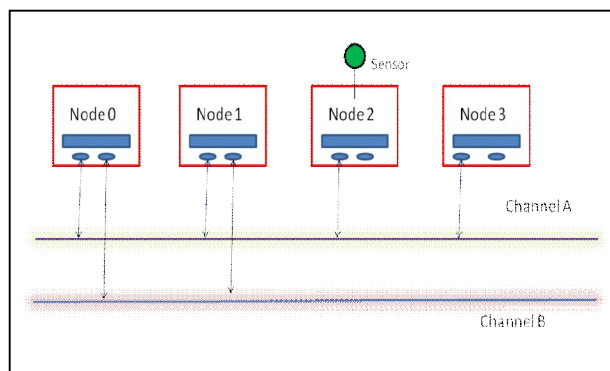 Sensor
Node 0
Node 1
Node 2
Node 3
Channel A
Channel B